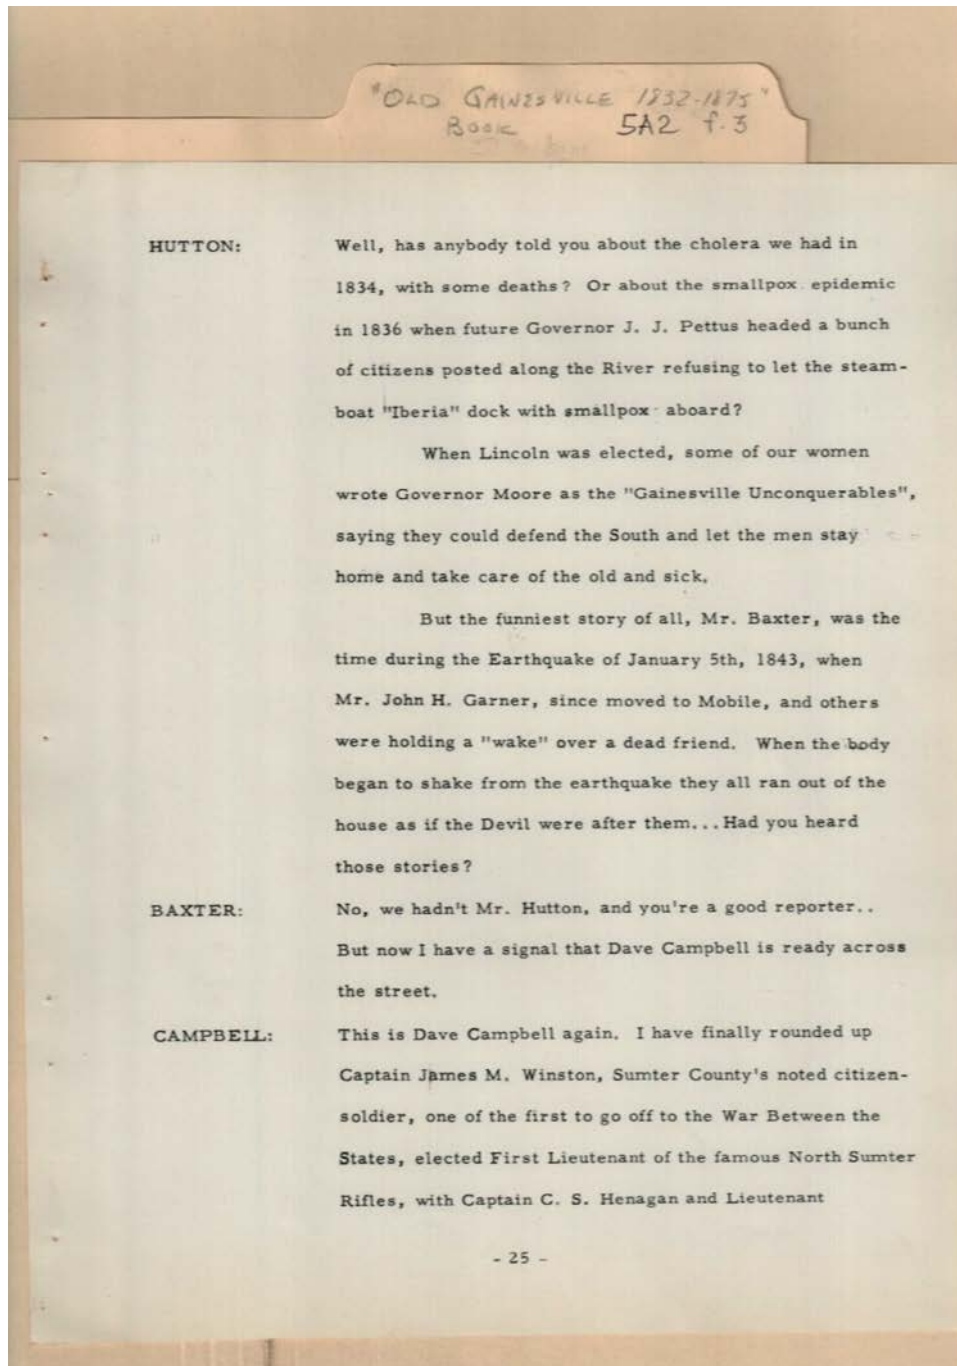 "OLD GAINESVILLE 1832-1875"
BOOK 5A2 f.3
HUTTON: Well, has anybody told you about the cholera we had in
1834, with some deaths? Or about the smallpox epidemic
in 1836 when future Governor J. J. Pettus headed a bunch
of citizens posted along the River refusing to let the steam-
boat "Iberia" dock with smallpox aboard?
When Lincoln was elected, some of our women
wrote Governor Moore as the "Gainesville Unconquerables",
saying they could defend the South and let the men stay
home and take care of the old and sick.
But the funniest story of all, Mr. Baxter, was the
time during the Earthquake of January 5th, 1843, when
Mr. John H. Garner, since moved to Mobile, and others
were holding a "wake" over a dead friend. When the body
began to shake from the earthquake they all ran out of the
house as if the Devil were after them...Had you heard
those stories?
BAXTER: No, we hadn't Mr. Hutton, and you're a good reporter..
But now I have a signal that Dave Campbell is ready across
the street.
CAMPBELL: This is Dave Campbell again. I have finally rounded up
Captain James M. Winston, Sumter County's noted citizen-
soldier, one of the first to go off to the War Between the
States, elected First Lieutenant of the famous North Sumter
Rifles, with Captain C. S. Henagan and Lieutenant
- 25 -